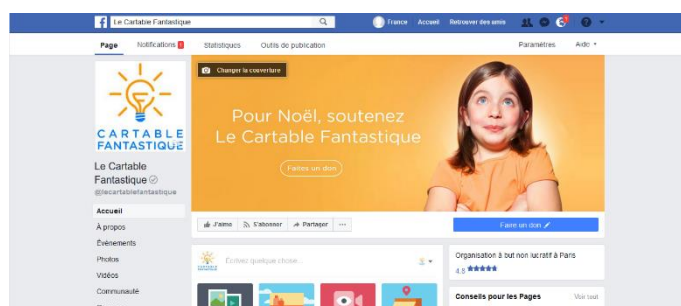 Le Cartable Fantastique
France Accueil Retrouver des amis
Page Notifications Statistiques Outils de publication Paramètres Aide
Changer la couverture
Pour Noël, soutenez
Le Cartable Fantastique
Faites un don
CARTABLE
FANTASTIQUE
Le Cartable
Fantastique
@lecartablefantastique
Accueil
À propos
Évènements
Photos
Vidéos
Communauté
J'aime S'abonner Partager ...
Faire un don
Écrivez quelque chose
Organisation à but non lucratif à Paris
4,8
Conseils pour les Pages Voir tout